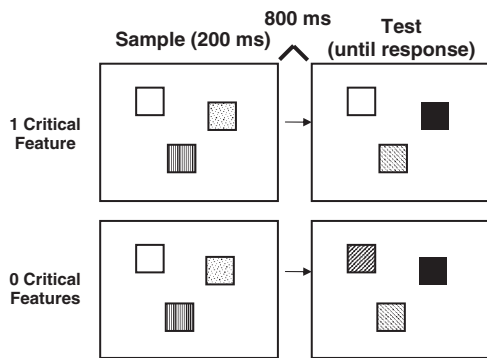 800 ms
Sample (200 ms)
Test
(until response)
1 Critical
Feature
0 Critical
Features